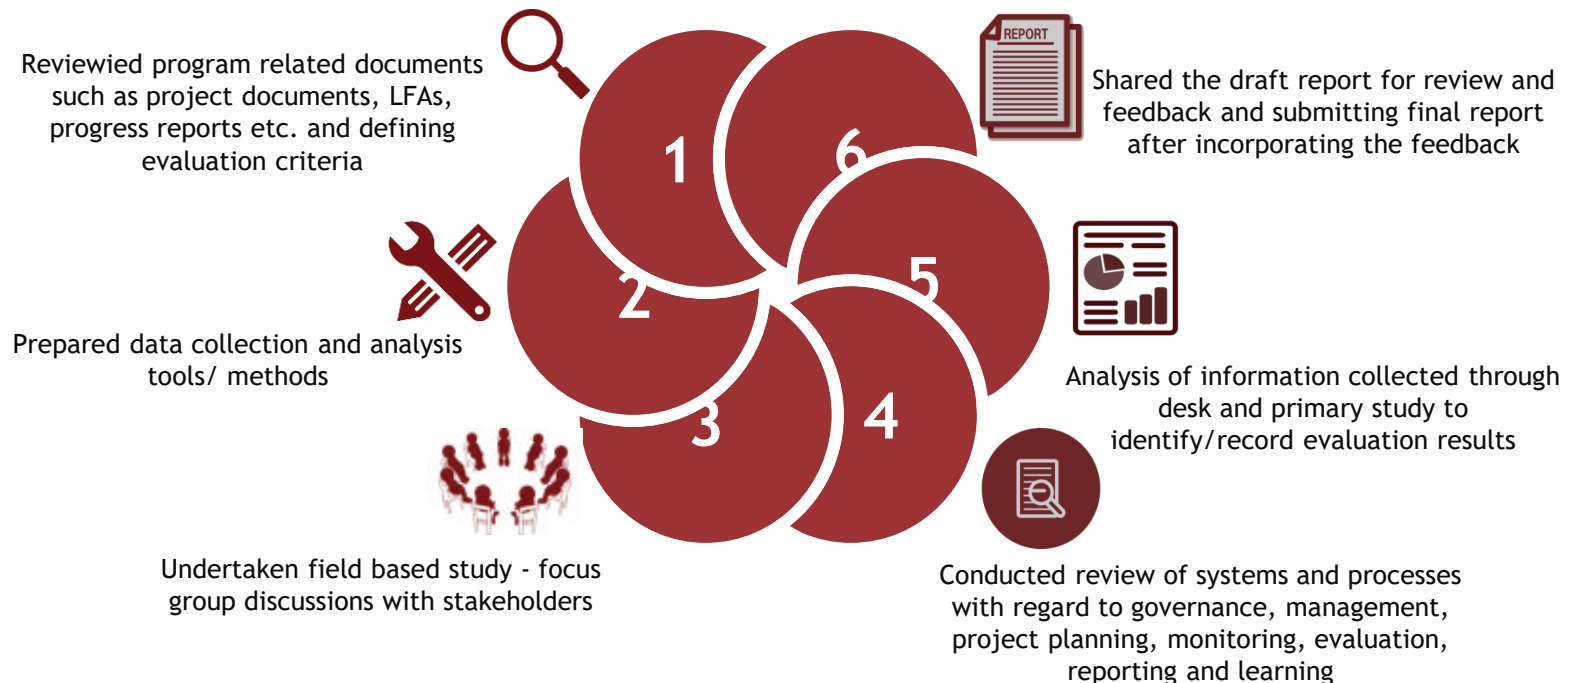 Reviewied program related documents
such as project documents, LFAs,
progress reports etc. and defining
evaluation criteria
1
Prepared data collection and analysis
tools/ methods
2
Undertaken field based study - focus
group discussions with stakeholders
3
Conducted review of systems and processes
with regard to governance, management,
project planning, monitoring, evaluation,
reporting and learning
4
Analysis of information collected through
desk and primary study to
identify/record evaluation results
5
REPORT
Shared the draft report for review and
feedback and submitting final report
after incorporating the feedback
6